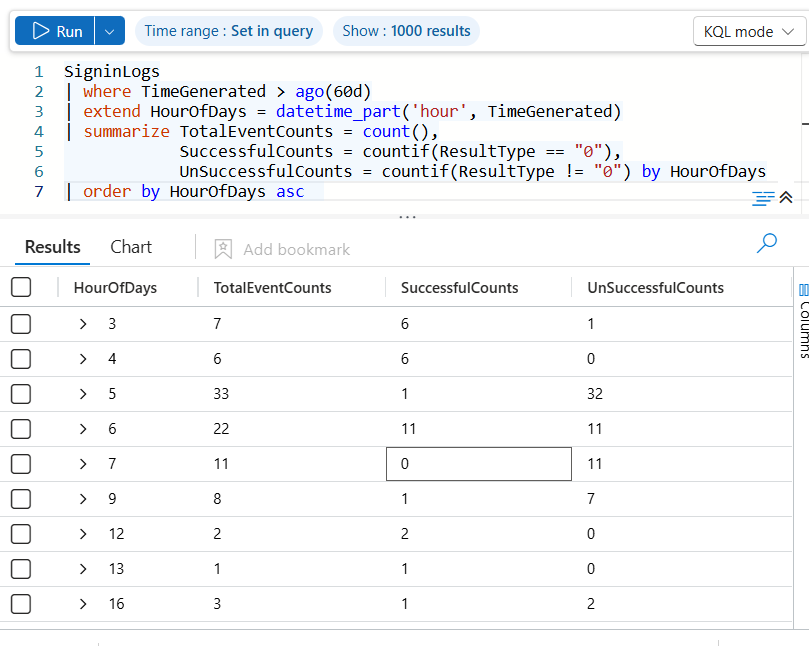 Run
Time range : Set in query
Show : 1000 results
KQL mode
1 SigninLogs
2 | where TimeGenerated > ago(60d)
3 | extend HourOfDays = datetime_part('hour', TimeGenerated)
4 | summarize TotalEventCounts = count(),
5 SuccessfulCounts = countif(ResultType == "0"),
6 UnSuccessfulCounts = countif(ResultType != "0") by HourOfDays
7 | order by HourOfDays asc
...
Results Chart Add bookmark
HourOfDays TotalEventCounts SuccessfulCounts UnSuccessfulCounts
3 7 6 1
4 6 6 0
5 33 1 32
6 22 11 11
7 11 0 11
9 8 1 7
12 2 2 0
13 1 1 0
16 3 1 2
Columns